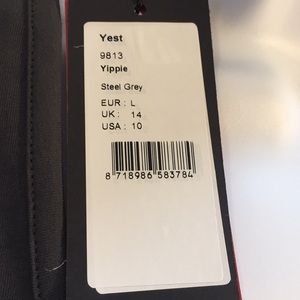 Yest
9813
Yippie
Steel Grey
EUR : L
UK : 14
USA : 10
8 718986 583784